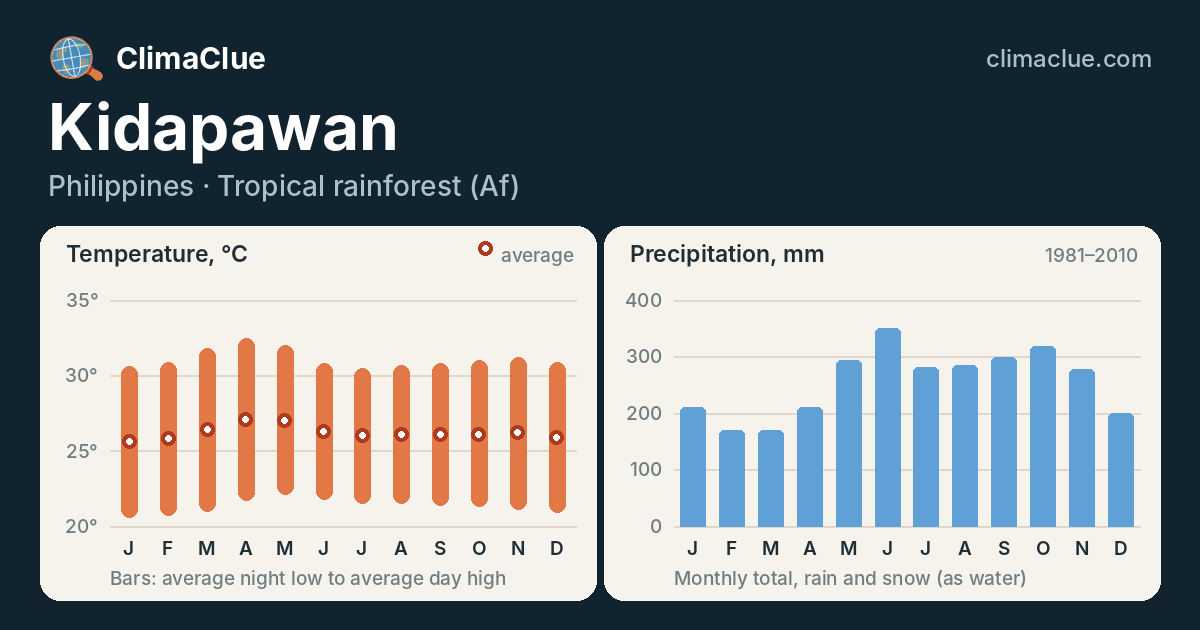 ClimaClue
climaclue.com
Kidapawan
Philippines · Tropical rainforest (Af)
Temperature, °C
average
35°
30°
25°
20°
J F M A M J J A S O N D
Bars: average night low to average day high
Precipitation, mm
1981–2010
400
300
200
100
0
J F M A M J J A S O N D
Monthly total, rain and snow (as water)